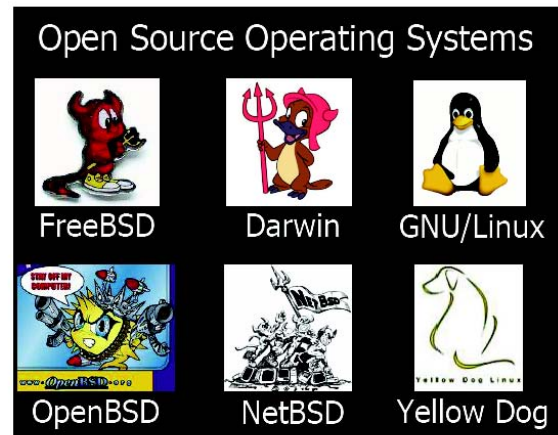 Open Source Operating Systems
FreeBSD
Darwin
GNU/Linux
STAY OFF MY
COMPUTER!
www.OpenBSD.org
NetBSD
Yellow Dog Linux
OpenBSD
NetBSD
Yellow Dog